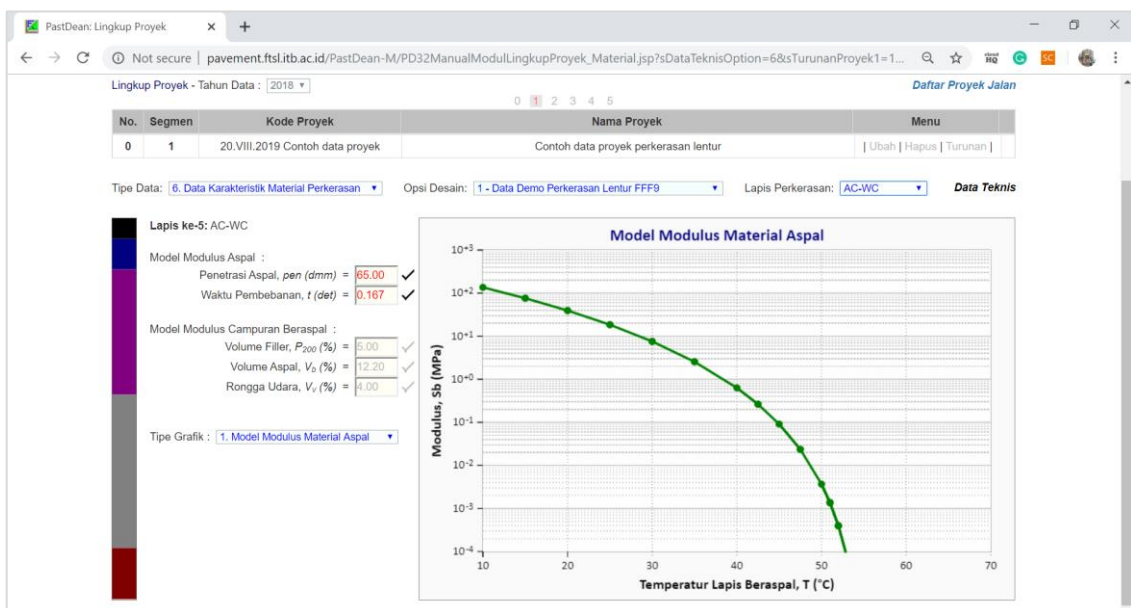 PastDean: Lingkup Proyek
Not secure | pavement.ftsl.itb.ac.id/PastDean-M/PD32ManualModulLingkupProyek_Material.jsp?sDataTeknisOption=6&sTurunanProyek1=1...
Lingkup Proyek - Tahun Data : 2018
Daftar Proyek Jalan
0 1 2 3 4 5
No. Segmen Kode Proyek Nama Proyek Menu
0 1 20.VIII.2019 Contoh data proyek Contoh data proyek perkerasan lentur | Ubah | Hapus | Turunan |
Tipe Data: 6. Data Karakteristik Material Perkerasan Opsi Desain: 1 - Data Demo Perkerasan Lentur FFF9 Lapis Perkerasan: AC-WC Data Teknis
Lapis ke-5: AC-WC
Model Modulus Aspal :
Penetrasi Aspal, pen (dmm) = 65.00
Waktu Pembebanan, t (det) = 0.167
Model Modulus Campuran Beraspal :
Volume Filler, P200 (%) = 5.00
Volume Aspal, Vb (%) = 12.20
Rongga Udara, Vv (%) = 4.00
Tipe Grafik : 1. Model Modulus Material Aspal
Model Modulus Material Aspal
Modulus, Sb (MPa)
10+3
10+2
10+1
10+0
10-1
10-2
10-3
10-4
10 20 30 40 50 60 70
Temperatur Lapis Beraspal, T (°C)